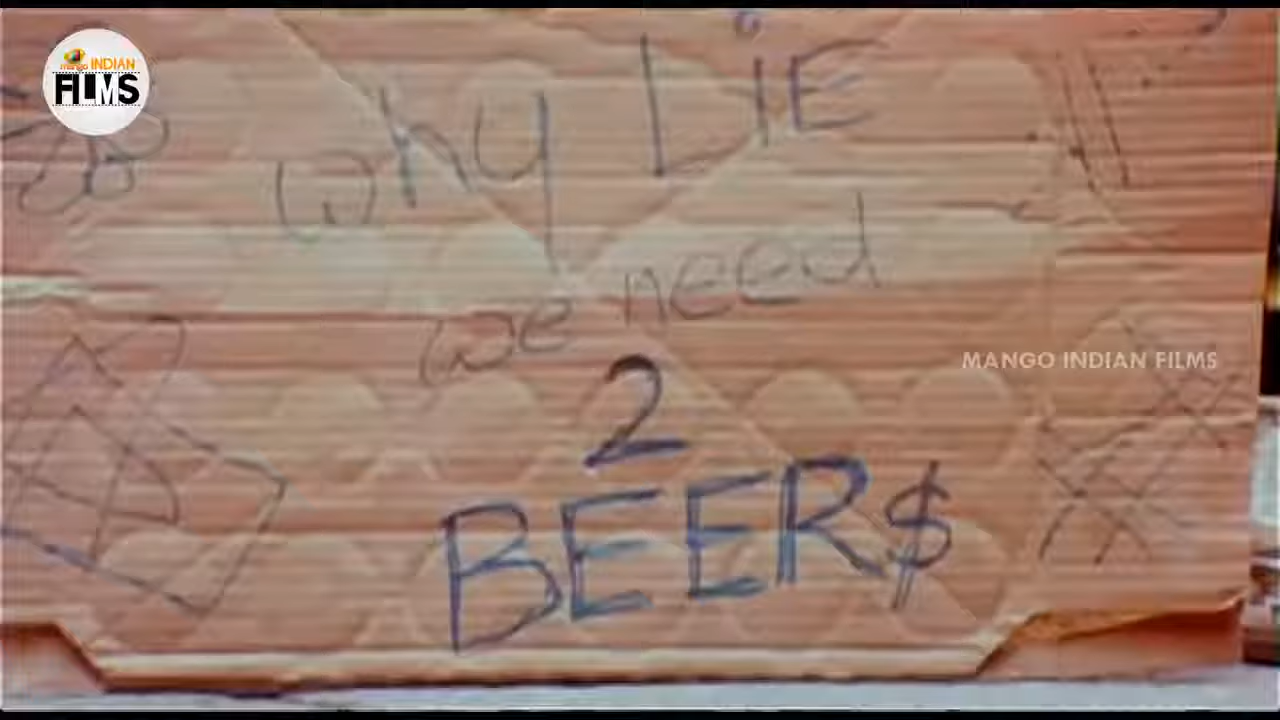 mango INDIAN
FILMS
why LiE
we need
MANGO INDIAN FILMS
2
BEER$